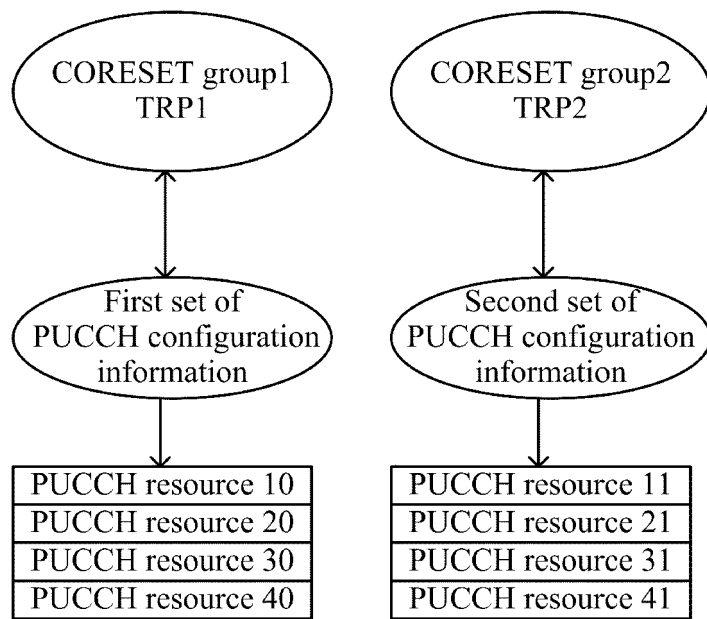 CORESET group1
TRP1
CORESET group2
TRP2
First set of
PUCCH configuration
information
Second set of
PUCCH configuration
information
PUCCH resource 10
PUCCH resource 20
PUCCH resource 30
PUCCH resource 40
PUCCH resource 11
PUCCH resource 21
PUCCH resource 31
PUCCH resource 41